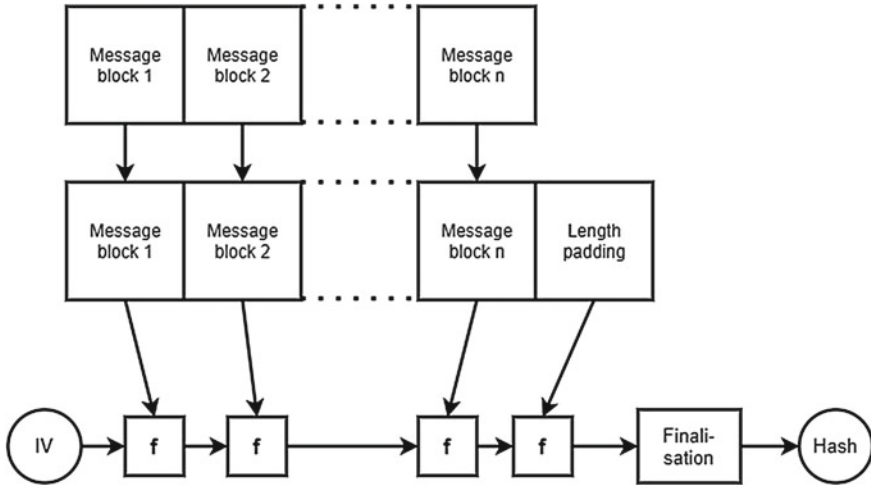 Message
block 1
Message
block 2
Message
block n
Message
block 1
Message
block 2
Message
block n
Length
padding
IV
f
f
f
f
Finali-
sation
Hash